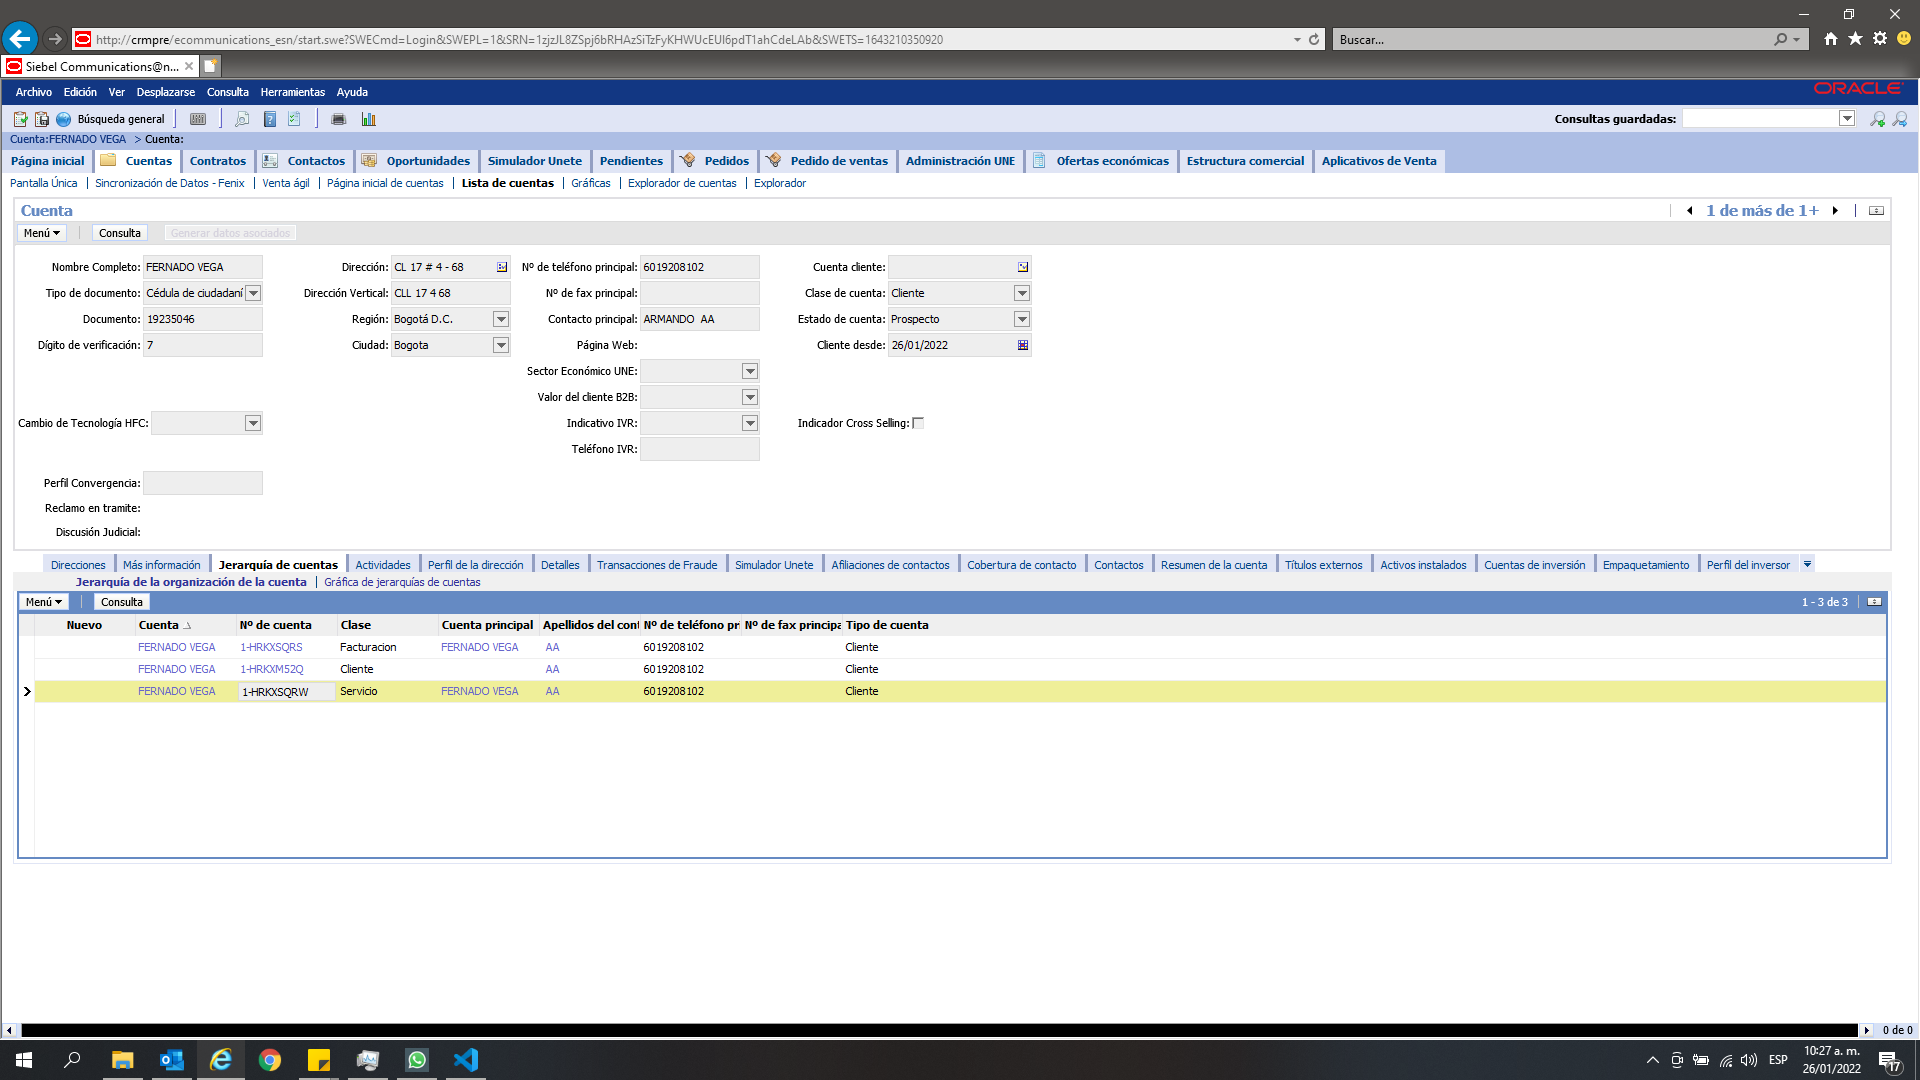 http://crmpre/ecommunications_esn/start.swe?SWECmd=Login&SWEPL=1&SRN=1zjzJL8ZSpj6bRHAzSiTzFyKHWUcEUI6pdT1ahCdeLAb&SWETS=1643210350920
Buscar...
Siebel Communications@n...
Archivo Edición Ver Desplazarse Consulta Herramientas Ayuda
ORACLE
Búsqueda general
Consultas guardadas:
Cuenta:FERNADO VEGA > Cuenta:
Página inicial Cuentas Contratos Contactos Oportunidades Simulador Unete Pendientes Pedidos Pedido de ventas Administración UNE Ofertas económicas Estructura comercial Aplicativos de Venta
Pantalla Única Sincronización de Datos - Fenix Venta ágil Página inicial de cuentas Lista de cuentas Gráficas Explorador de cuentas Explorador
Cuenta
1 de más de 1+
Menú Consulta Generar datos asociados
Nombre Completo: FERNADO VEGA Dirección: CL 17 # 4 - 68 Nº de teléfono principal: 6019208102 Cuenta cliente:
Tipo de documento: Cédula de ciudadaní Dirección Vertical: CLL 17 4 68 Nº de fax principal: Clase de cuenta: Cliente
Documento: 19235046 Región: Bogotá D.C. Contacto principal: ARMANDO AA Estado de cuenta: Prospecto
Dígito de verificación: 7 Ciudad: Bogota Página Web: Cliente desde: 26/01/2022
Sector Económico UNE:
Valor del cliente B2B:
Cambio de Tecnología HFC: Indicativo IVR: Indicador Cross Selling:
Teléfono IVR:
Perfil Convergencia:
Reclamo en tramite:
Discusión Judicial:
Direcciones Más información Jerarquía de cuentas Actividades Perfil de la dirección Detalles Transacciones de Fraude Simulador Unete Afiliaciones de contactos Cobertura de contacto Contactos Resumen de la cuenta Títulos externos Activos instalados Cuentas de inversión Empaquetamiento Perfil del inversor
Jerarquía de la organización de la cuenta Gráfica de jerarquías de cuentas
Menú Consulta 1 - 3 de 3
Nuevo Cuenta Nº de cuenta Clase Cuenta principal Apellidos del cont Nº de teléfono pr Nº de fax principa Tipo de cuenta
FERNADO VEGA 1-HRKXSQRS Facturacion FERNADO VEGA AA 6019208102 Cliente
FERNADO VEGA 1-HRKXM52Q Cliente AA 6019208102 Cliente
FERNADO VEGA 1-HRKXSQRW Servicio FERNADO VEGA AA 6019208102 Cliente
0 de 0
ESP
10:27 a. m.
26/01/2022
17